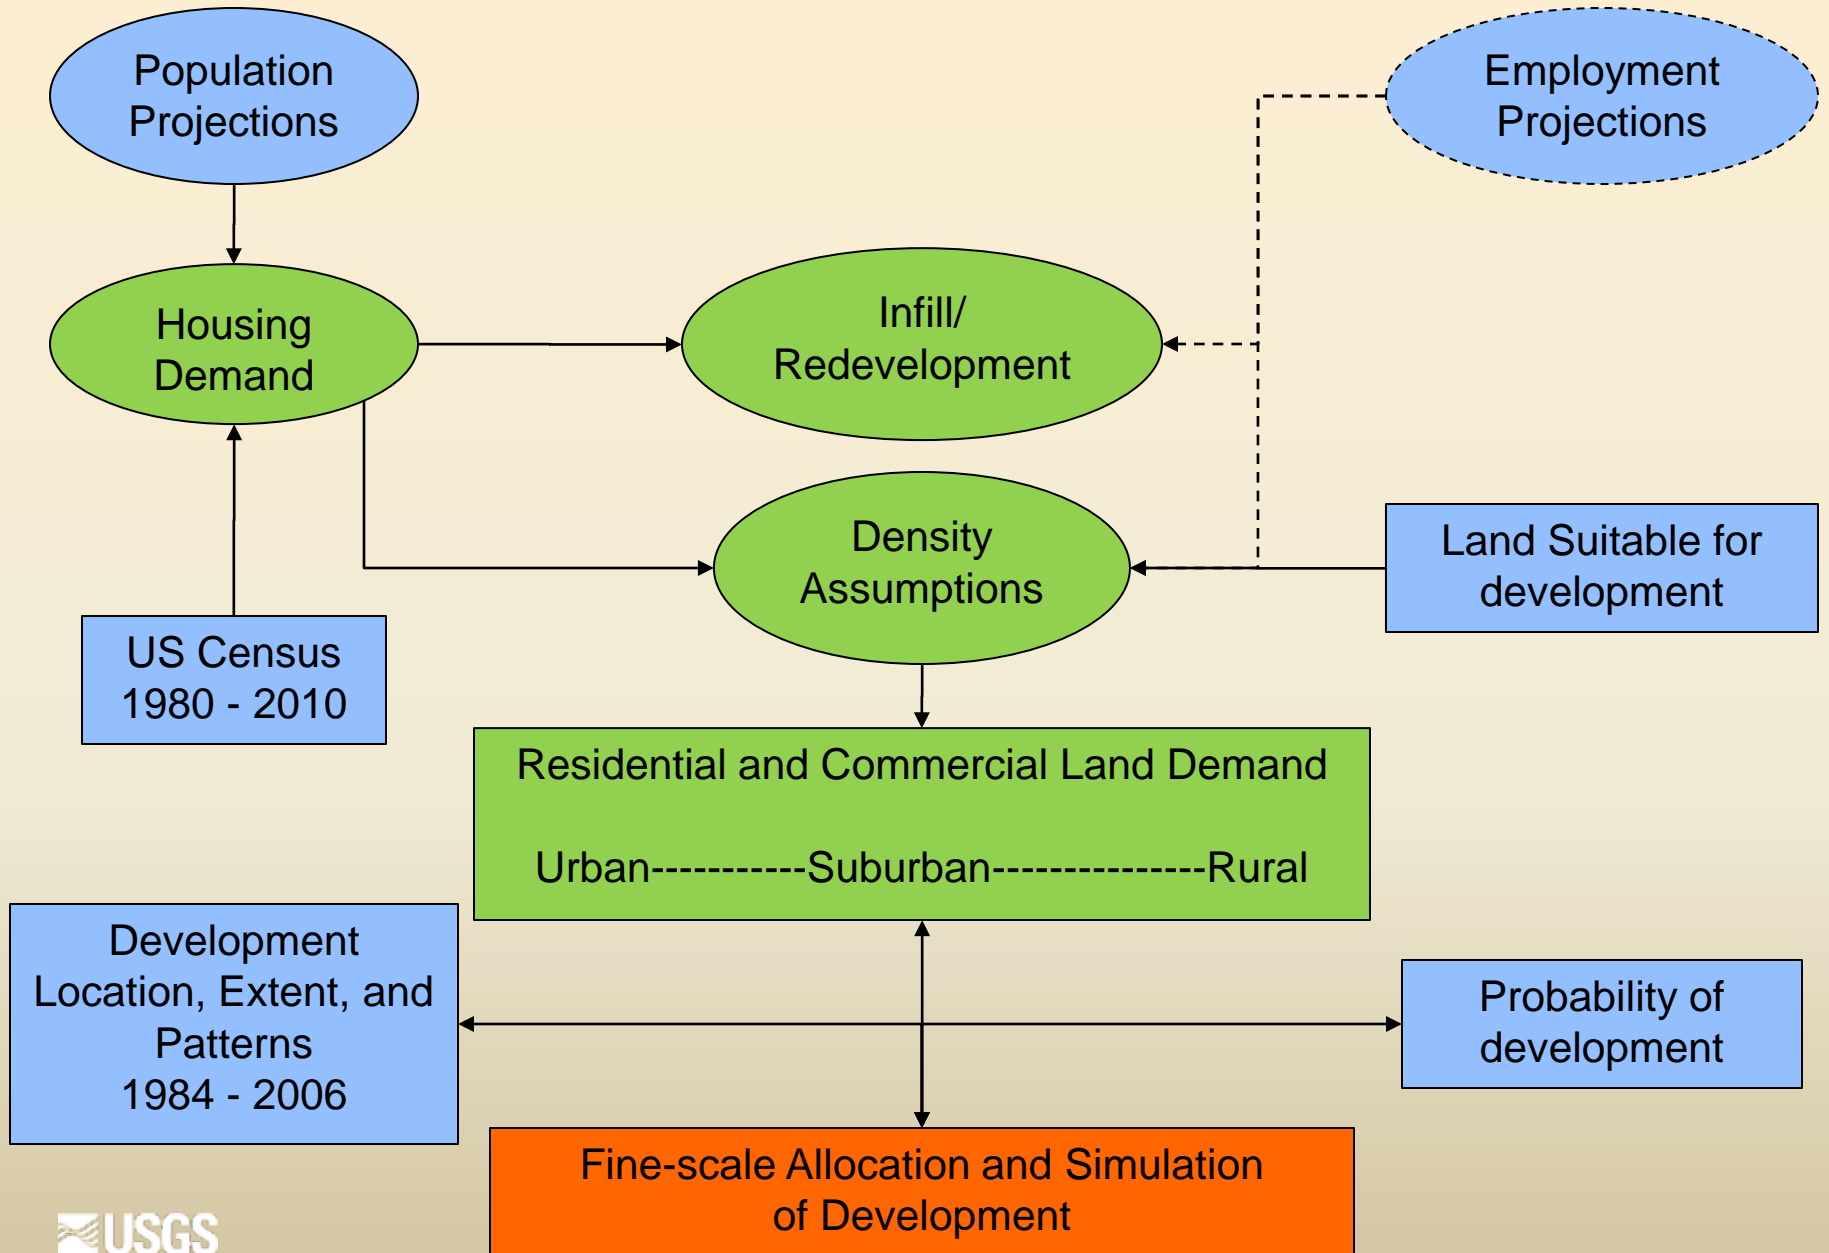 Population
Projections
Employment
Projections
Housing
Demand
Infill/
Redevelopment
Density
Assumptions
Land Suitable for
development
US Census
1980 - 2010
Residential and Commercial Land Demand
Urban-----------Suburban---------------Rural
Development
Location, Extent, and
Patterns
1984 - 2006
Probability of
development
Fine-scale Allocation and Simulation
of Development
USGS